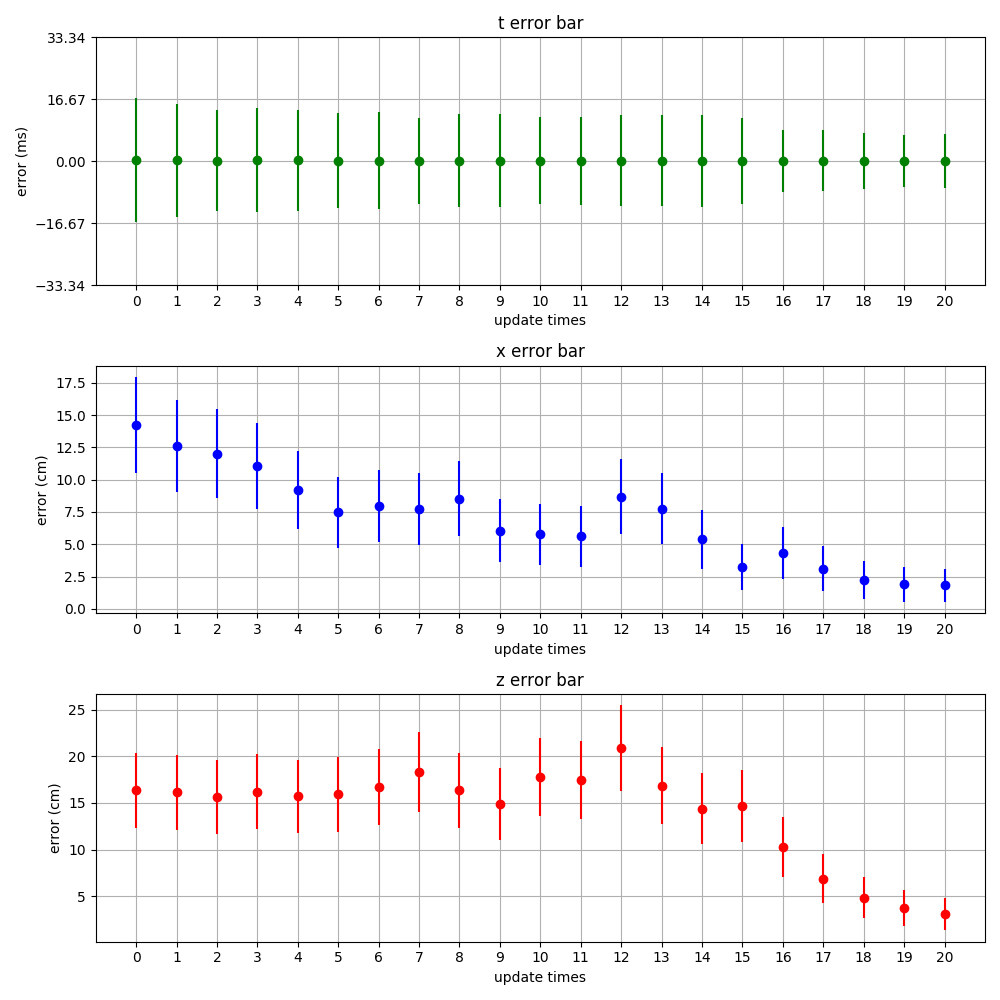 t error bar
33.34
16.67
0.00
−16.67
−33.34
error (ms)
0 1 2 3 4 5 6 7 8 9 10 11 12 13 14 15 16 17 18 19 20
update times
x error bar
17.5
15.0
12.5
10.0
7.5
5.0
2.5
0.0
error (cm)
0 1 2 3 4 5 6 7 8 9 10 11 12 13 14 15 16 17 18 19 20
update times
z error bar
25
20
15
10
5
error (cm)
0 1 2 3 4 5 6 7 8 9 10 11 12 13 14 15 16 17 18 19 20
update times